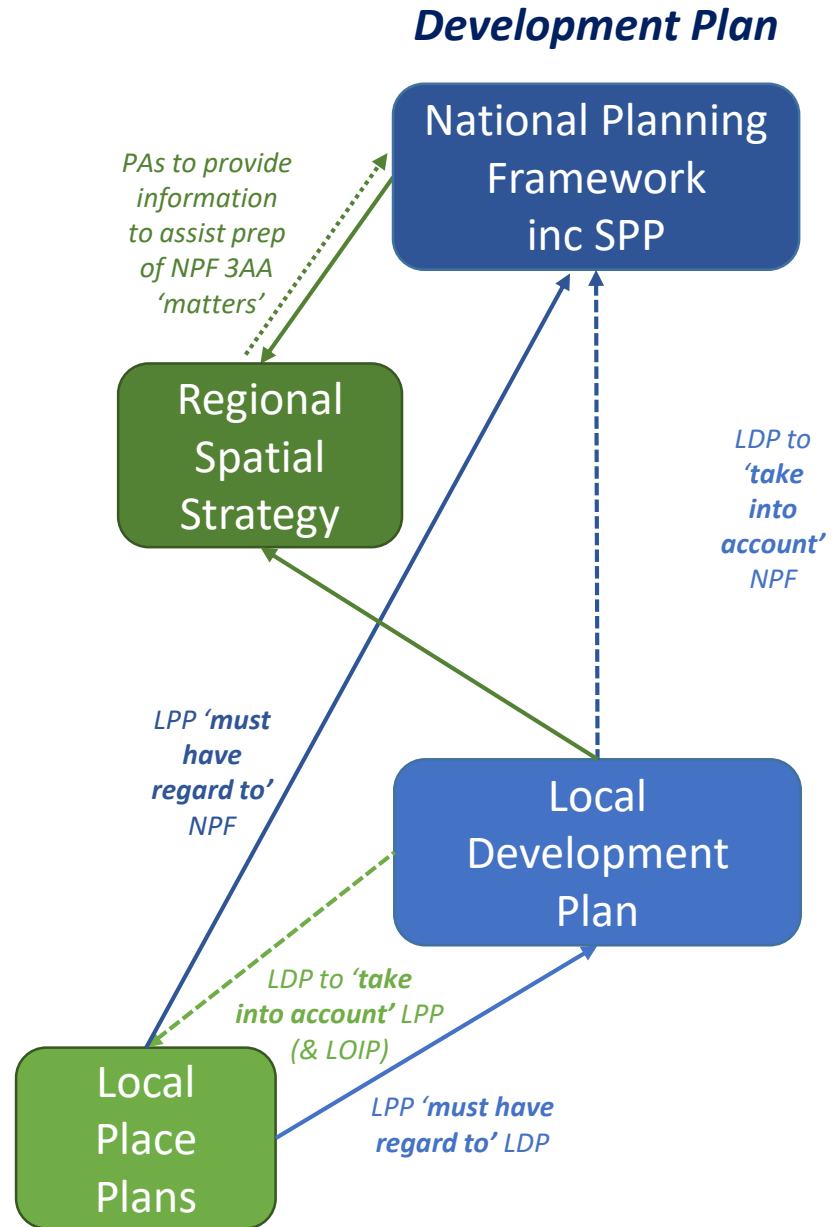 Development Plan
National Planning
Framework
inc SPP
PAs to provide
information
to assist prep
of NPF 3AA
‘matters’
Regional
Spatial
Strategy
LDP to
‘take
into
account’
NPF
LPP ‘must
have
regard to’
NPF
Local
Development
Plan
LDP to ‘take
into account’ LPP
(& LOIP)
Local
Place
Plans
LPP ‘must have
regard to’ LDP